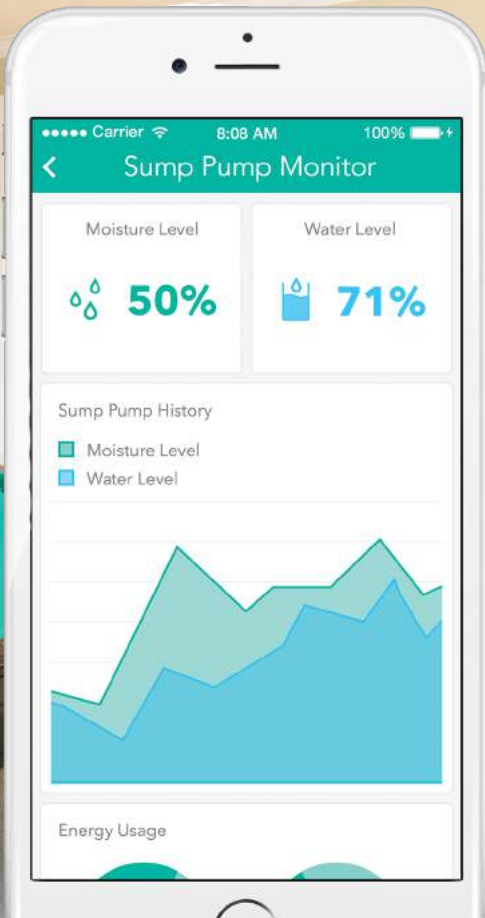 Carrier 8:08 AM 100%
Sump Pump Monitor
Moisture Level
Water Level
50%
71%
Sump Pump History
Moisture Level
Water Level
Energy Usage